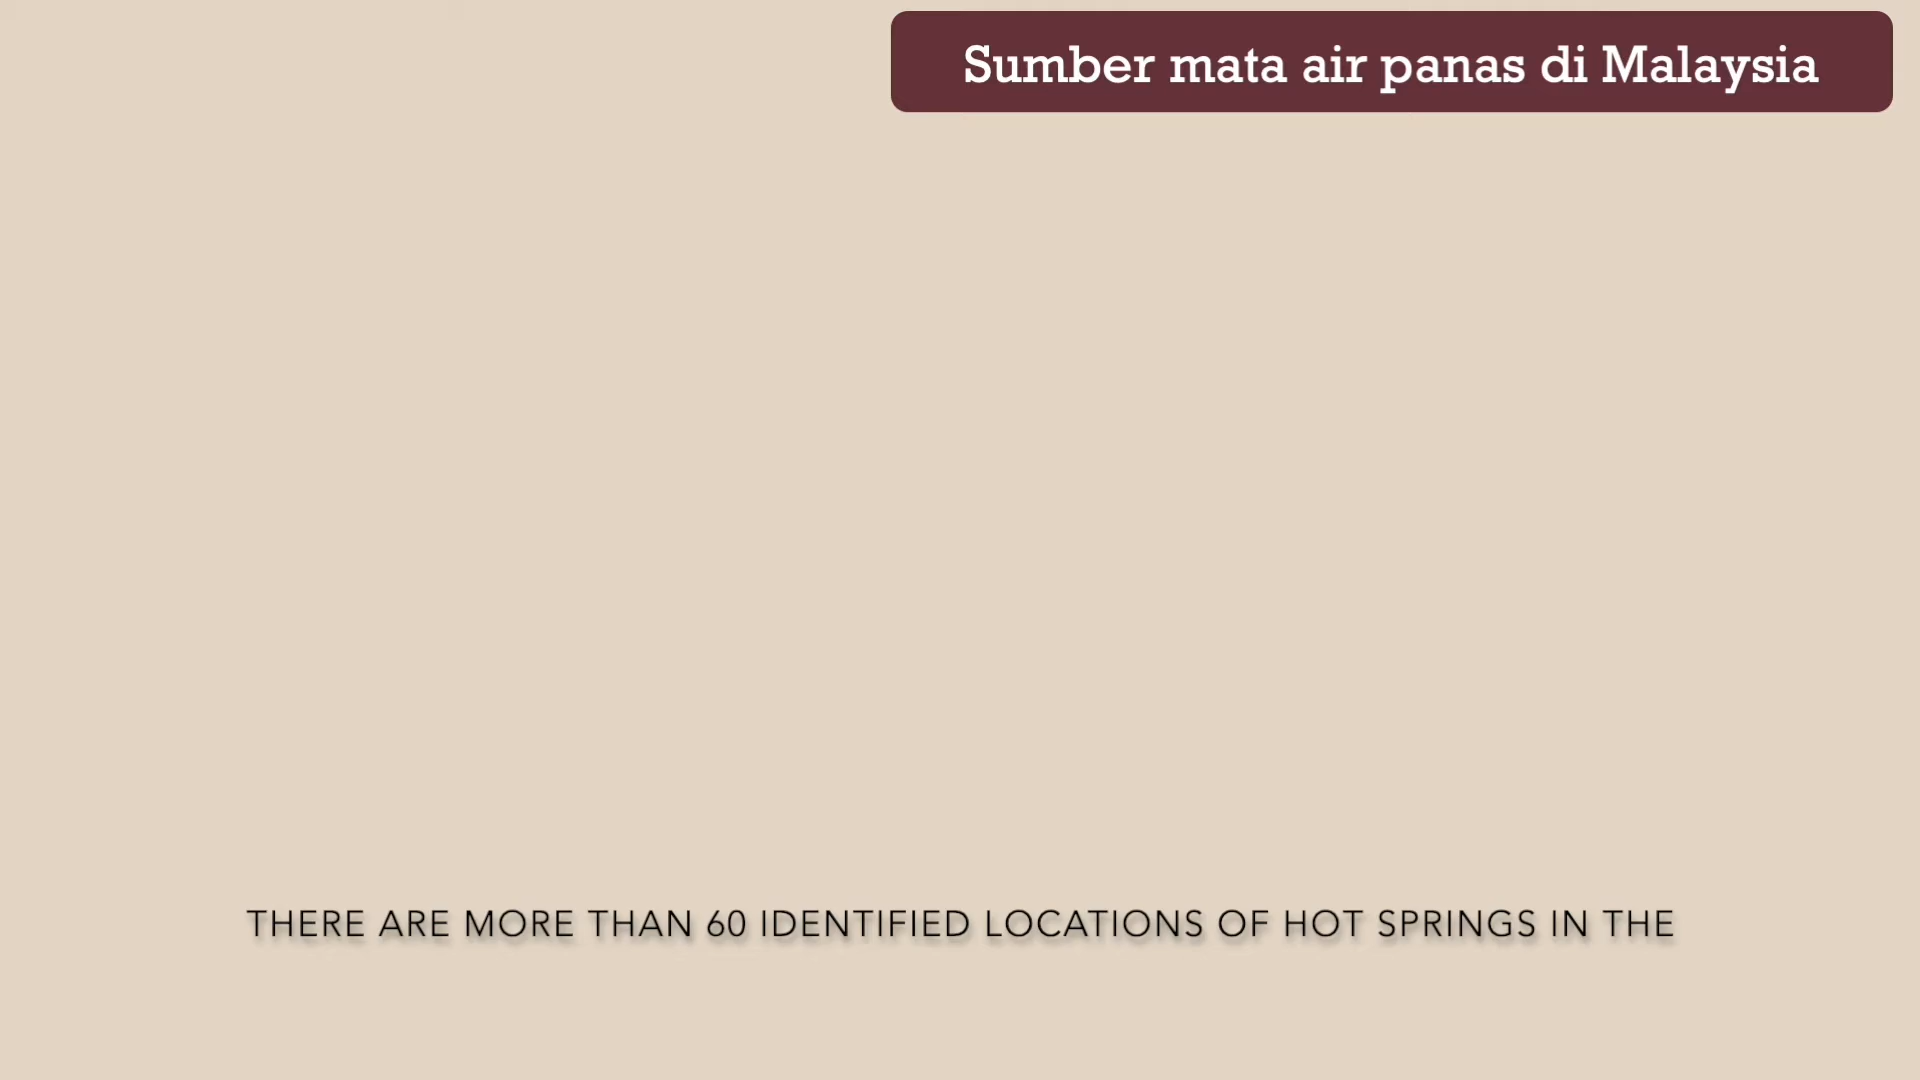 Sumber mata air panas di Malaysia
THERE ARE MORE THAN 60 IDENTIFIED LOCATIONS OF HOT SPRINGS IN THE